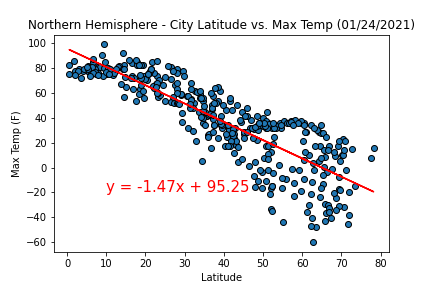 Northern Hemisphere - City Latitude vs. Max Temp (01/24/2021)
100
80
60
40
20
0
−20
−40
−60
Max Temp (F)
y = -1.47x + 95.25
0 10 20 30 40 50 60 70 80
Latitude